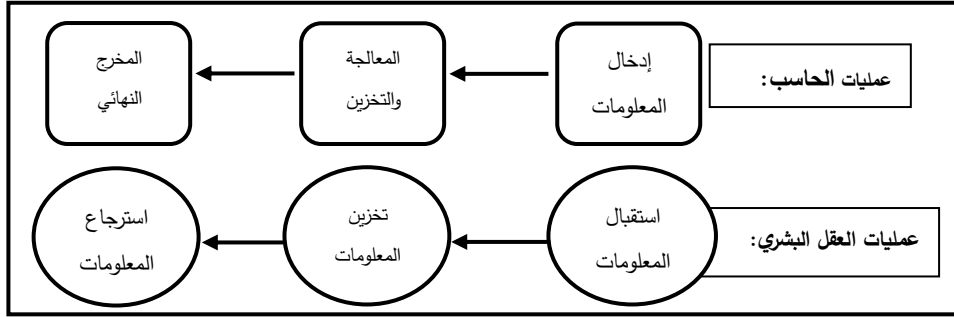 عمليات الحاسب:
إدخال
المعلومات
المعالجة
والتخزين
المخرج
النهائي
عمليات العقل البشري:
استقبال
المعلومات
تخزين
المعلومات
استرجاع
المعلومات